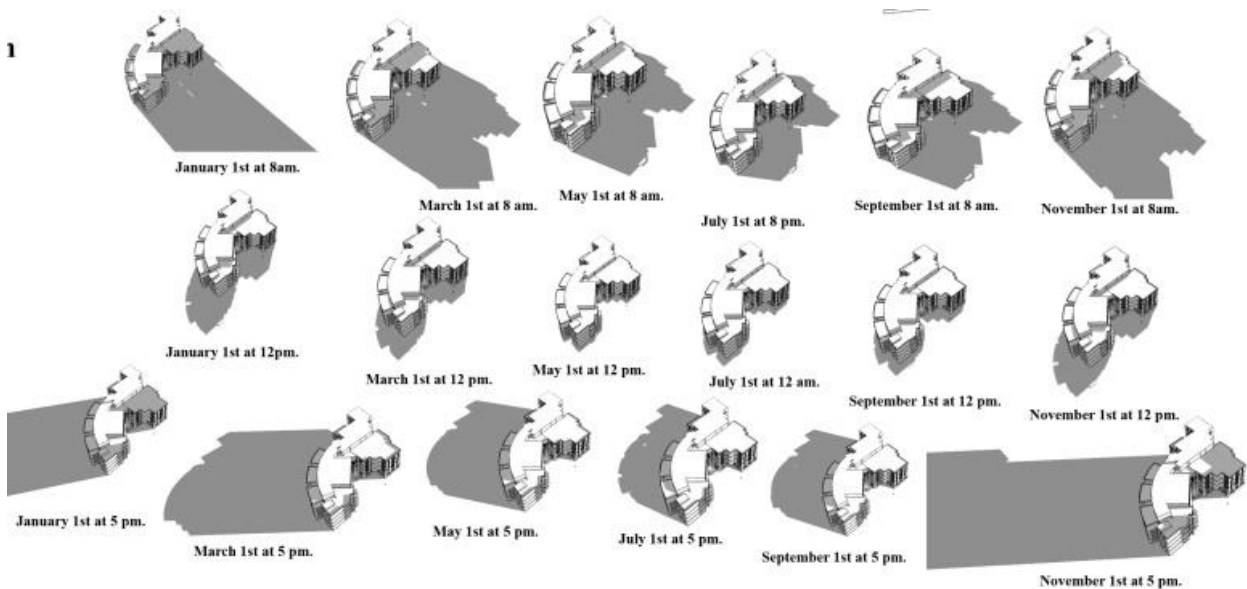 January 1st at 8am.
March 1st at 8 am.
May 1st at 8 am.
July 1st at 8 pm.
September 1st at 8 am.
November 1st at 8am.
January 1st at 12pm.
March 1st at 12 pm.
May 1st at 12 pm.
July 1st at 12 am.
September 1st at 12 pm.
November 1st at 12 pm.
January 1st at 5 pm.
March 1st at 5 pm.
May 1st at 5 pm.
July 1st at 5 pm.
September 1st at 5 pm.
November 1st at 5 pm.